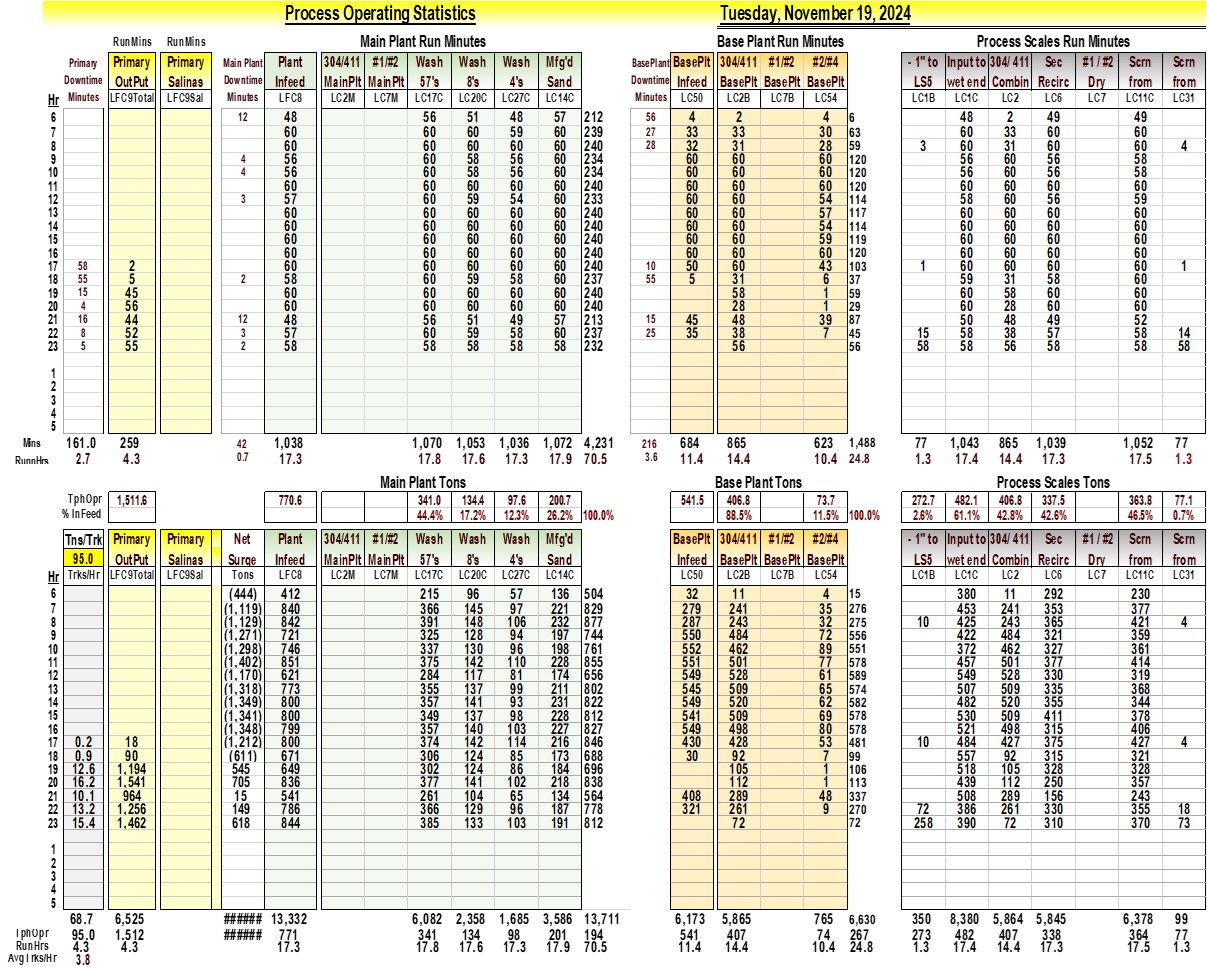 Process Operating Statistics Tuesday, November 19, 2024
RunMins RunMins Main Plant Run Minutes Base Plant Run Minutes Process Scales Run Minutes
Primary Primary Primary Main Plant Plant 304/411 #1/#2 Wash Wash Wash Mfg'd BasePlant BasePlt 304/411 #1/#2 #2/#4 - 1" to Input to 304/ 411 Sec #1 / #2 Scrn Scrn
Downtime OutPut Salinas Downtime Infeed MainPlt MainPlt 57's 8's 4's Sand Downtime Infeed BasePlt BasePlt BasePlt LS5 wet end Combin Recirc Dry from from
Hr Minutes LFC9Total LFC9Sal Minutes LFC8 LC2M LC7M LC17C LC20C LC27C LC14C Minutes LC50 LC2B LC7B LC54 LC1B LC1C LC2 LC6 LC7 LC11C LC31
6 12 48 56 51 48 57 212 56 4 2 4 6 48 2 49 49
7 60 60 60 59 60 239 27 33 33 30 63 60 33 60 60
8 60 60 60 60 60 240 28 32 31 28 59 3 60 31 60 60 4
9 4 56 60 58 56 60 234 60 60 60 120 56 60 56 58
10 4 56 60 58 56 60 234 60 60 60 120 56 60 56 58
11 60 60 60 60 60 240 60 60 60 120 60 60 60 60
12 3 57 60 59 54 60 233 60 60 54 114 58 60 56 59
13 60 60 60 60 60 240 60 60 57 117 60 60 60 60
14 60 60 60 60 60 240 60 60 54 114 60 60 60 60
15 60 60 60 60 60 240 60 60 59 119 60 60 60 60
16 60 60 60 60 60 240 60 60 60 120 60 60 60 60
17 58 2 60 60 60 60 60 240 10 50 60 43 103 1 60 60 60 60 1
18 55 5 2 58 60 59 58 60 237 55 5 31 6 37 59 31 58 60
19 15 45 60 60 60 60 60 240 58 1 59 60 58 60 60
20 4 56 60 60 60 60 60 240 28 1 29 60 28 60 60
21 16 44 12 48 56 51 49 57 213 15 45 48 39 87 50 48 49 52
22 8 52 3 57 60 59 58 60 237 25 35 38 7 45 15 58 38 57 58 14
23 5 55 2 58 58 58 58 58 232 56 56 58 58 56 58 58 58
1
2
3
4
5
Mins 161.0 259 42 1,038 1,070 1,053 1,036 1,072 4,231 216 684 865 623 1,488 77 1,043 865 1,039 1,052 77
RunnHrs 2.7 4.3 0.7 17.3 17.8 17.6 17.3 17.9 70.5 3.6 11.4 14.4 10.4 24.8 1.3 17.4 14.4 17.3 17.5 1.3
Main Plant Tons Base Plant Tons Process Scales Tons
TphOpr 1,511.6 770.6 341.0 134.4 97.6 200.7 541.5 406.8 73.7 272.7 482.1 406.8 337.5 363.8 77.1
% InFeed 44.4% 17.2% 12.3% 26.2% 100.0% 88.5% 11.5% 100.0% 2.6% 61.1% 42.8% 42.6% 46.5% 0.7%
Tns/Trk Primary Primary Net Plant 304/411 #1/#2 Wash Wash Wash Mfg'd BasePlt 304/411 #1/#2 #2/#4 - 1" to Input to 304/ 411 Sec #1 / #2 Scrn Scrn
95.0 OutPut Salinas Surge Infeed MainPlt MainPlt 57's 8's 4's Sand Infeed BasePlt BasePlt BasePlt LS5 wet end Combin Recirc Dry from from
Hr Trks/Hr LFC9Total LFC9Sal Tons LFC8 LC2M LC7M LC17C LC20C LC27C LC14C LC50 LC2B LC7B LC54 LC1B LC1C LC2 LC6 LC7 LC11C LC31
6 (444) 412 215 96 57 136 504 32 11 4 15 380 11 292 230
7 (1,119) 840 366 145 97 221 829 279 241 35 276 453 241 353 377
8 (1,129) 842 391 148 106 232 877 287 243 32 275 10 425 243 365 421 4
9 (1,271) 721 325 128 94 197 744 550 484 72 556 422 484 321 359
10 (1,298) 746 337 130 96 198 761 552 462 89 551 372 462 327 361
11 (1,402) 851 375 142 110 228 855 551 501 77 578 457 501 377 414
12 (1,170) 621 284 117 81 174 656 549 528 61 589 549 528 330 319
13 (1,318) 773 355 137 99 211 802 545 509 65 574 507 509 335 368
14 (1,349) 800 357 141 93 231 822 549 520 62 582 482 520 355 344
15 (1,341) 800 349 137 98 228 812 541 509 69 578 530 509 411 378
16 (1,348) 799 357 140 103 227 827 549 498 80 578 521 498 315 406
17 0.2 18 (1,212) 800 374 142 114 216 846 430 428 53 481 10 484 427 375 427 4
18 0.9 90 (611) 671 306 124 85 173 688 30 92 7 99 557 92 315 321
19 12.6 1,194 545 649 302 124 86 184 696 105 1 106 518 105 328 328
20 16.2 1,541 705 836 377 141 102 218 838 112 1 113 439 112 250 357
21 10.1 964 15 541 261 104 65 134 564 408 289 48 337 508 289 156 243
22 13.2 1,256 149 786 366 129 96 187 778 321 261 9 270 72 386 261 330 355 18
23 15.4 1,462 618 844 385 133 103 191 812 72 72 258 390 72 310 370 73
1
2
3
4
5
68.7 6,525 ###### 13,332 6,082 2,358 1,685 3,586 13,711 6,173 5,865 765 6,630 350 8,380 5,864 5,845 6,378 99
TphOpr 95.0 1,512 ###### 771 341 134 98 201 194 541 407 74 267 273 482 407 338 364 77
RunHrs 4.3 4.3 17.3 17.8 17.6 17.3 17.9 70.5 11.4 14.4 10.4 24.8 1.3 17.4 14.4 17.3 17.5 1.3
AvgTrks/Hr 3.8